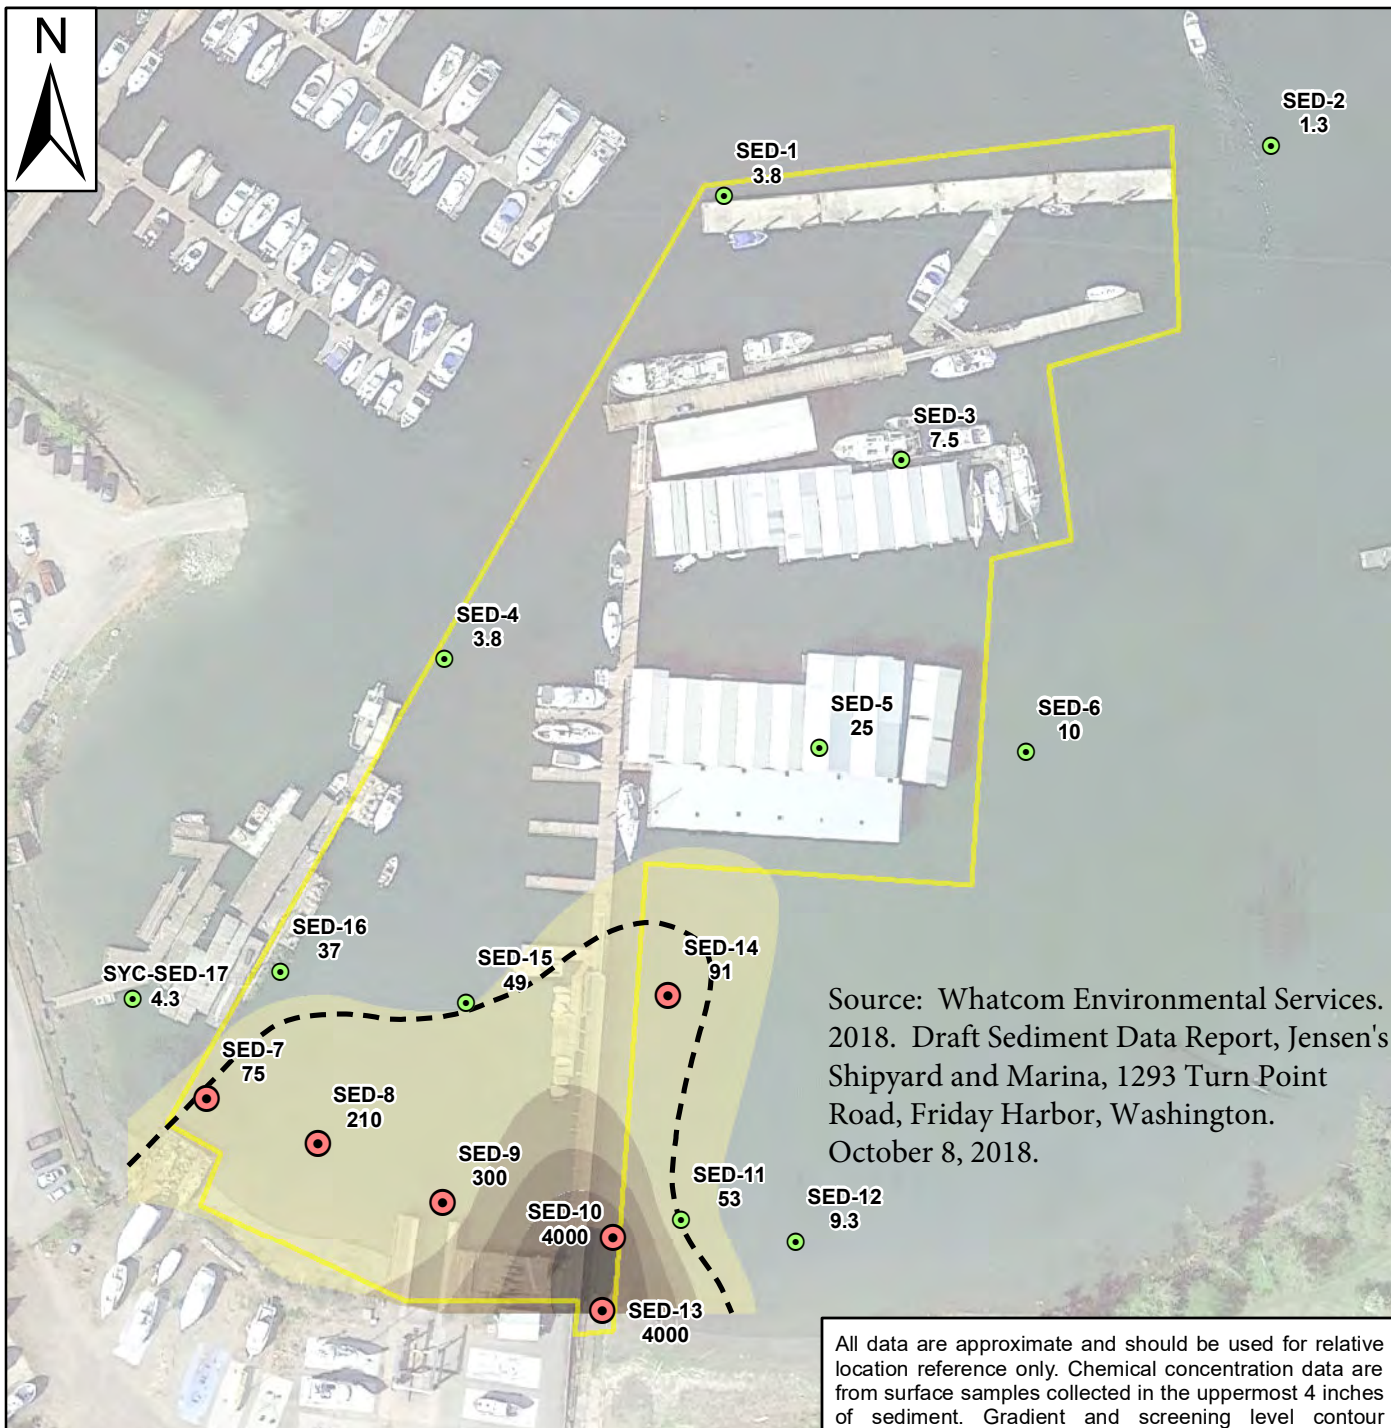 N
SED-2
1.3
SED-1
3.8
SED-3
7.5
SED-4
3.8
SED-5
25
SED-6
10
SED-16
37
SED-15
49
SED-14
91
SYC-SED-17
4.3
Source: Whatcom Environmental Services.
2018. Draft Sediment Data Report, Jensen's
Shipyard and Marina, 1293 Turn Point
Road, Friday Harbor, Washington.
October 8, 2018.
SED-7
75
SED-8
210
SED-9
300
SED-11
53
SED-12
9.3
SED-10
4000
SED-13
4000
All data are approximate and should be used for relative
location reference only. Chemical concentration data are
from surface samples collected in the uppermost 4 inches
of sediment. Gradient and screening level contour